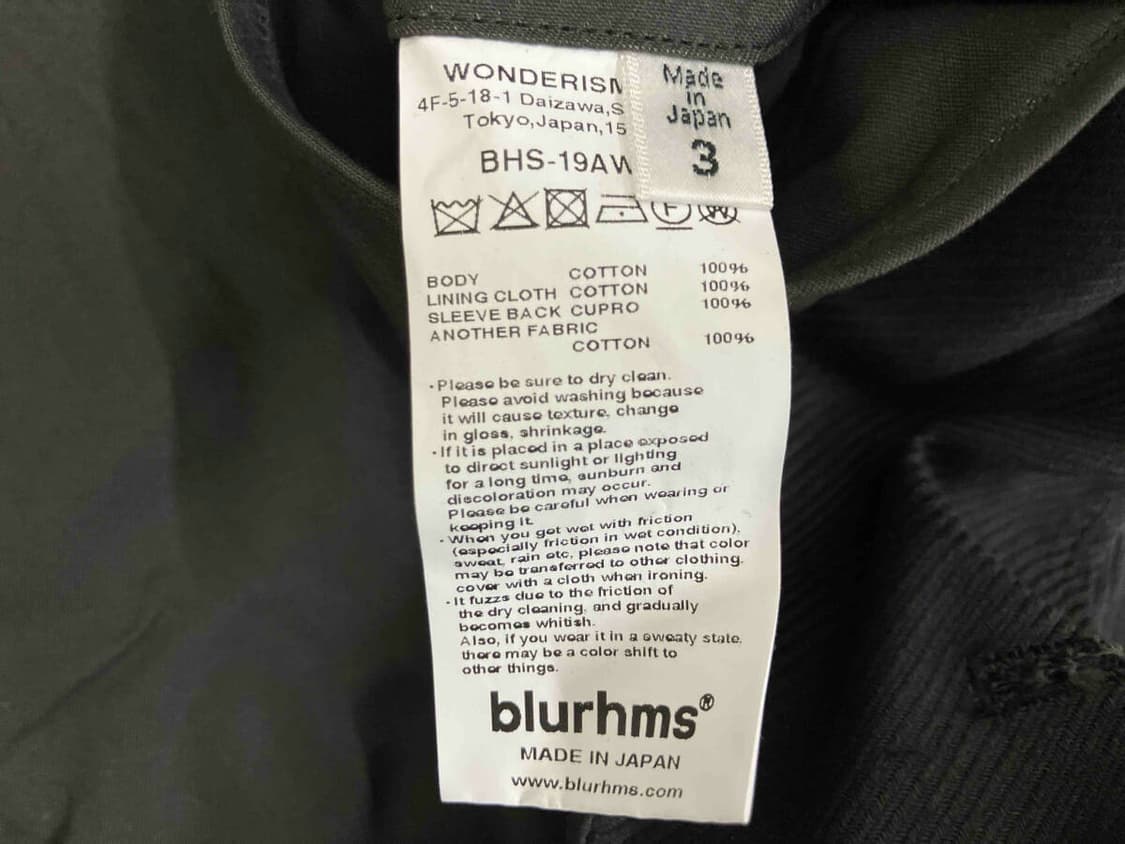 WONDERISM
4F-5-18-1 Daizawa,S
Tokyo,Japan,15
BHS-19AW
Made
in
Japan
3
BODY COTTON 100%
LINING CLOTH COTTON 100%
SLEEVE BACK CUPRO 100%
ANOTHER FABRIC
COTTON 100%
・Please be sure to dry clean.
Please avoid washing because
it will cause texture, change
in gloss, shrinkage.
・If it is placed in a place exposed
to direct sunlight or lighting
for a long time, sunburn and
discoloration may occur.
Please be careful when wearing or
keeping it.
・When you got wet with friction
(especially friction in wet condition),
sweat, rain etc, please note that color
may be transferred to other clothing.
cover with a cloth when ironing.
・It fuzzs due to the friction of
the dry cleaning, and gradually
becomes whitish.
Also, if you wear it in a sweaty state,
there may be a color shift to
other things.
blurhms®
MADE IN JAPAN
www.blurhms.com